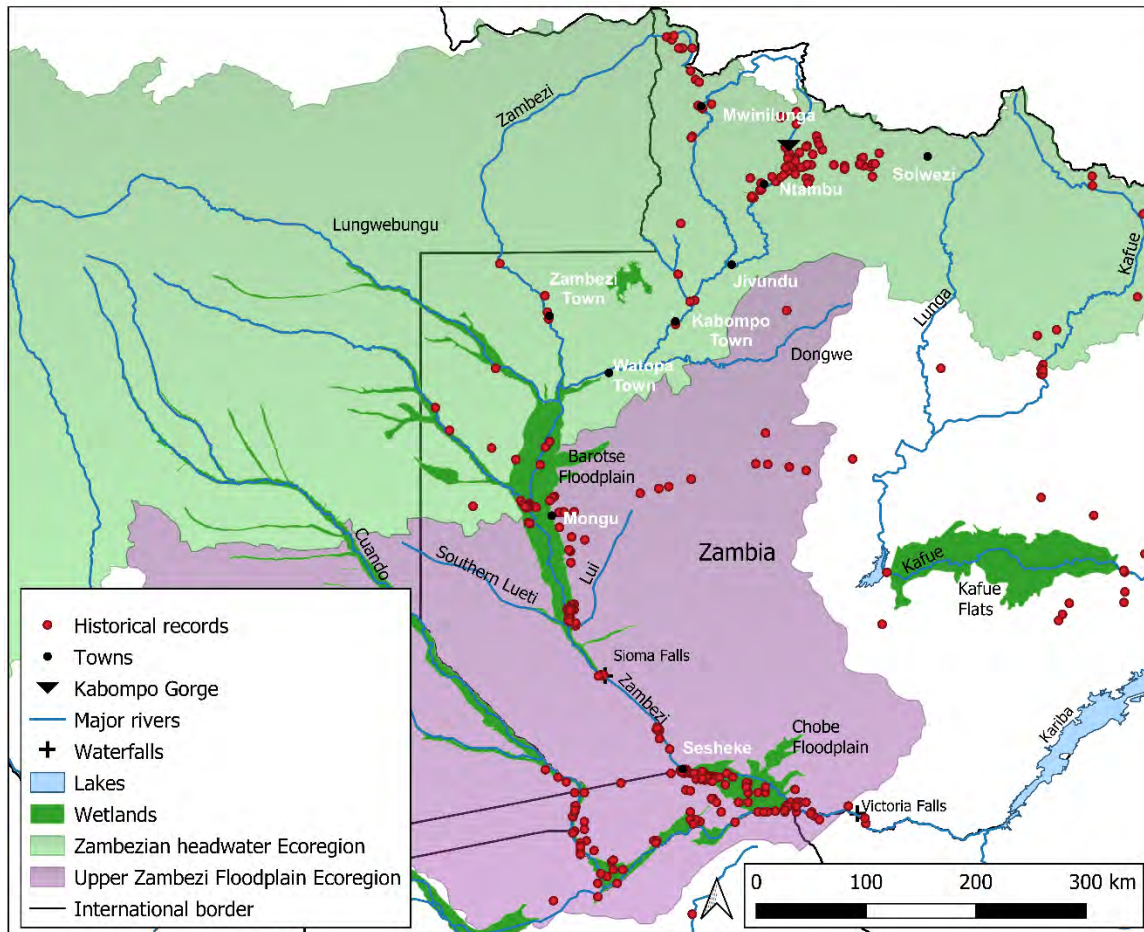 Zambezi
Mwinilunga
Solwezi
Ntambu
Lungwebungu
Kafue
Zambezi
Town
Jivundu
Lunga
Kabompo
Town
Dongwe
Watopa
Town
Barotse
Floodplain
Mongu
Zambia
Cuando
Southern Lueti
Lui
Kafue
Kafue
Flats
Sioma Falls
Zambezi
Kariba
Chobe
Floodplain
Sesheke
Victoria Falls
Historical records
Towns
Kabompo Gorge
Major rivers
Waterfalls
Lakes
Wetlands
Zambezian headwater Ecoregion
Upper Zambezi Floodplain Ecoregion
International border
0 100 200 300 km